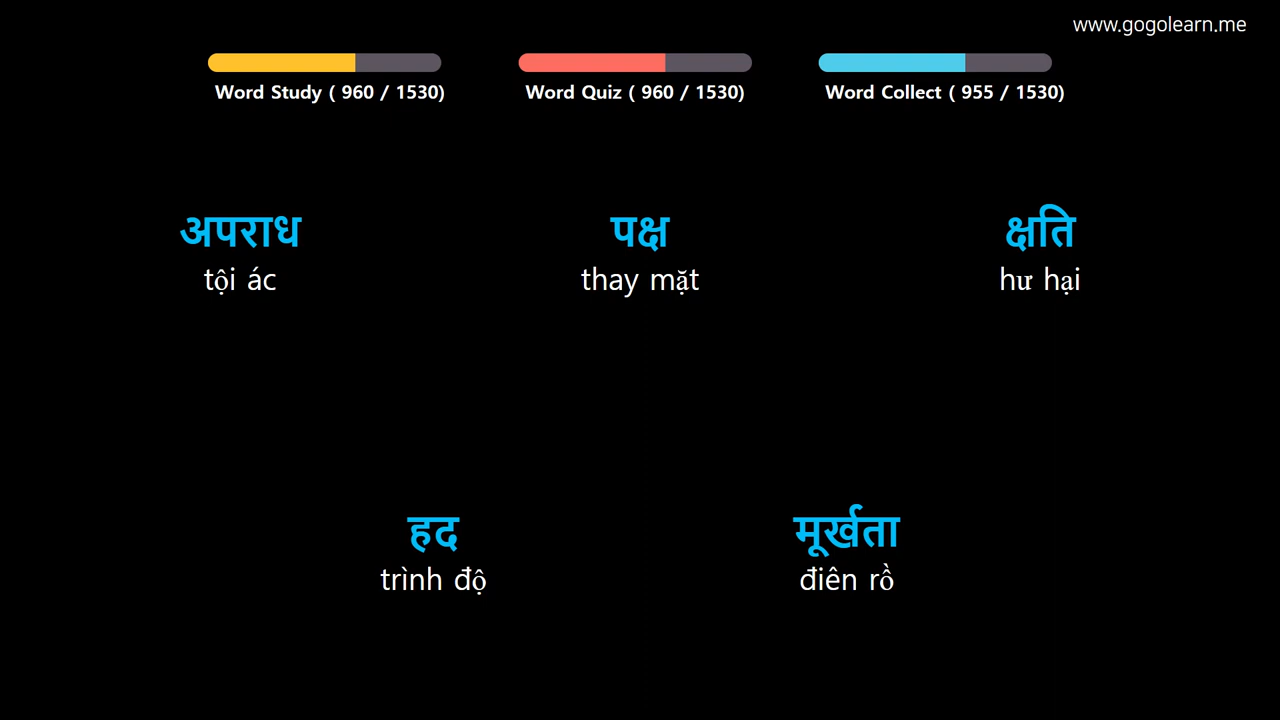 www.gogolearn.me
Word Study ( 960 / 1530) Word Quiz ( 960 / 1530) Word Collect ( 955 / 1530)
अपराध पक्ष क्षति
tội ác thay mặt hư hại
हद मूर्खता
trình độ điên rồ